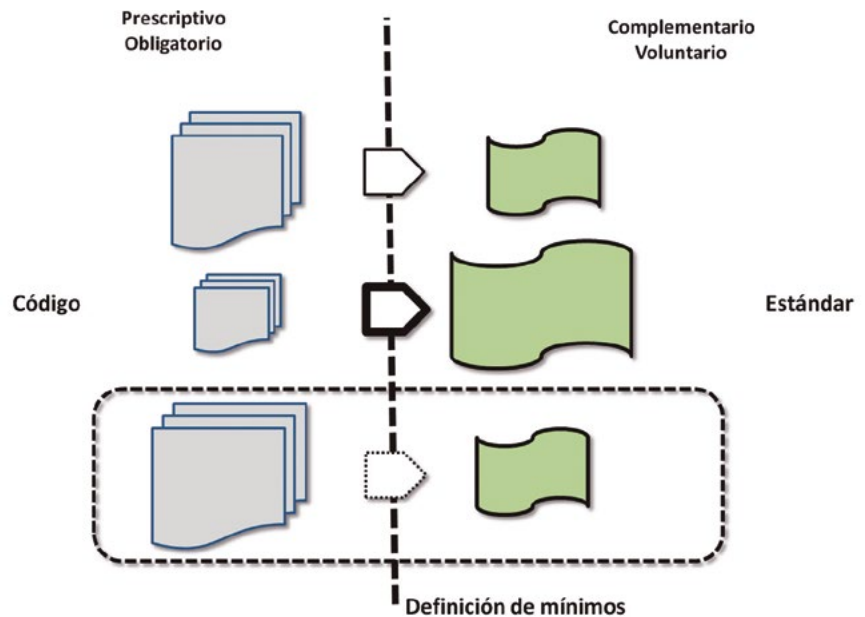 Prescriptivo
Obligatorio
Complementario
Voluntario
Código
Estándar
Definición de mínimos